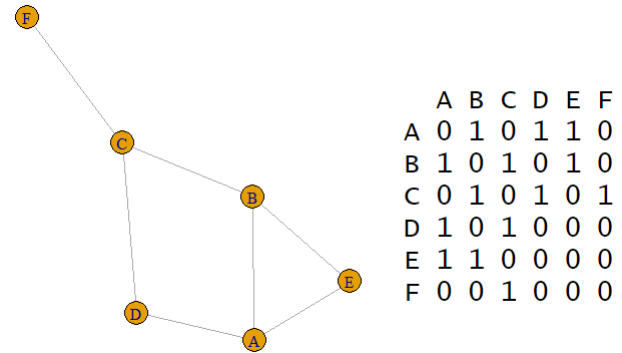 F
C
B
E
D
A
A B C D E F
A 0 1 0 1 1 0
B 1 0 1 0 1 0
C 0 1 0 1 0 1
D 1 0 1 0 0 0
E 1 1 0 0 0 0
F 0 0 1 0 0 0